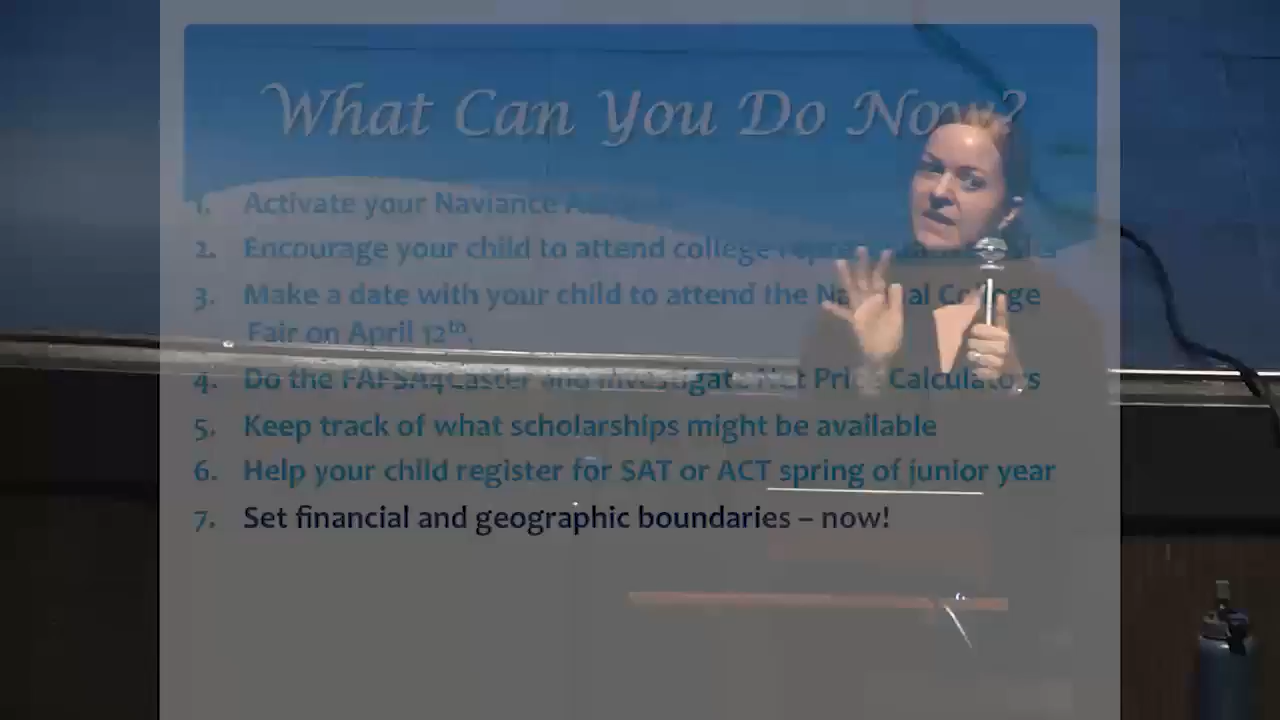 What Can You Do Now?
1. Activate your Naviance
2. Encourage your child to attend college
3. Make a date with your child to attend the National College
Fair on April 12th.
4. Do the FAFSA4Caster and investigate Net Price Calculators
5. Keep track of what scholarships might be available
6. Help your child register for SAT or ACT spring of junior year
7. Set financial and geographic boundaries – now!